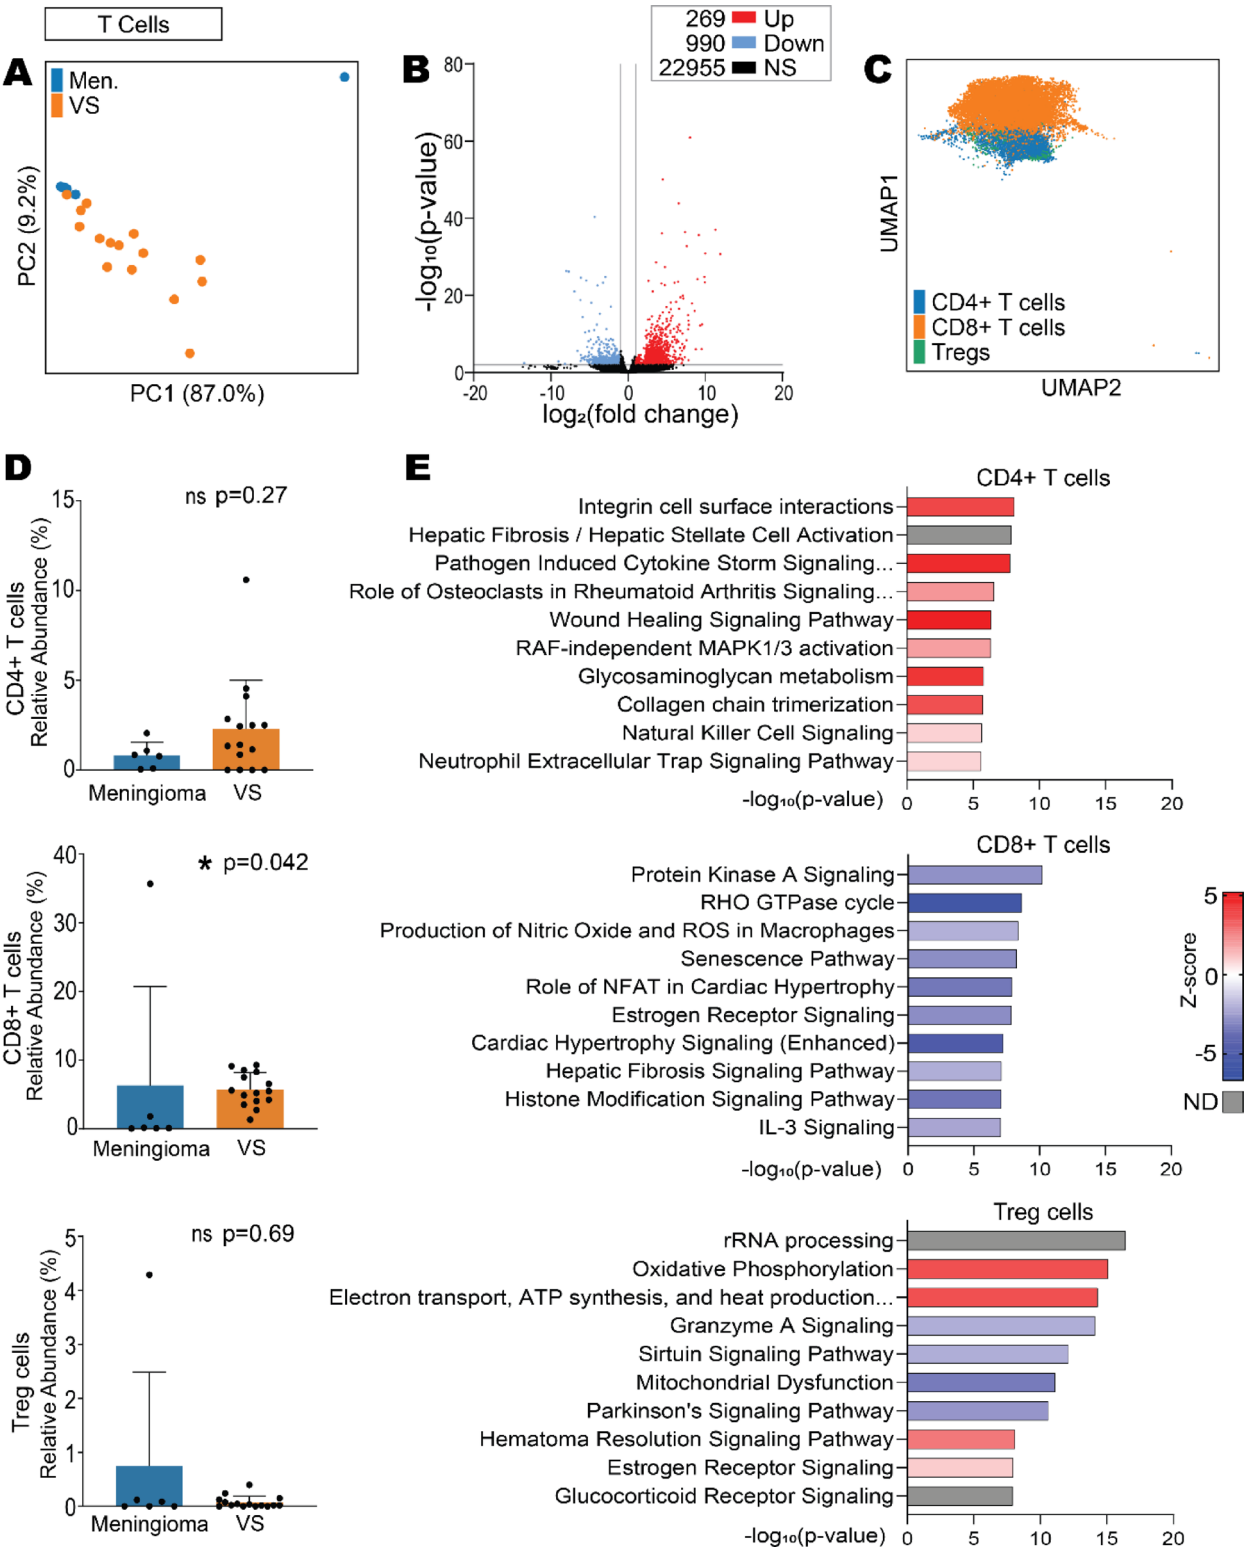 T Cells
A
Men.
VS
PC2 (9.2%)
PC1 (87.0%)
B
269 Up
990 Down
22955 NS
80
60
40
20
0
-log₁₀(p-value)
-20 -10 0 10 20
log₂(fold change)
C
UMAP1
CD4+ T cells
CD8+ T cells
Tregs
UMAP2
D
ns p=0.27
15
10
5
0
CD4+ T cells
Relative Abundance (%)
Meningioma VS
* p=0.042
40
30
20
10
0
CD8+ T cells
Relative Abundance (%)
Meningioma VS
ns p=0.69
5
4
3
2
1
0
Treg cells
Relative Abundance (%)
Meningioma VS
E
CD4+ T cells
Integrin cell surface interactions
Hepatic Fibrosis / Hepatic Stellate Cell Activation
Pathogen Induced Cytokine Storm Signaling...
Role of Osteoclasts in Rheumatoid Arthritis Signaling...
Wound Healing Signaling Pathway
RAF-independent MAPK1/3 activation
Glycosaminoglycan metabolism
Collagen chain trimerization
Natural Killer Cell Signaling
Neutrophil Extracellular Trap Signaling Pathway
-log₁₀(p-value) 0 5 10 15 20
CD8+ T cells
Protein Kinase A Signaling
RHO GTPase cycle
Production of Nitric Oxide and ROS in Macrophages
Senescence Pathway
Role of NFAT in Cardiac Hypertrophy
Estrogen Receptor Signaling
Cardiac Hypertrophy Signaling (Enhanced)
Hepatic Fibrosis Signaling Pathway
Histone Modification Signaling Pathway
IL-3 Signaling
-log₁₀(p-value) 0 5 10 15 20
Z-score
5
0
-5
ND
Treg cells
rRNA processing
Oxidative Phosphorylation
Electron transport, ATP synthesis, and heat production...
Granzyme A Signaling
Sirtuin Signaling Pathway
Mitochondrial Dysfunction
Parkinson's Signaling Pathway
Hematoma Resolution Signaling Pathway
Estrogen Receptor Signaling
Glucocorticoid Receptor Signaling
-log₁₀(p-value) 0 5 10 15 20